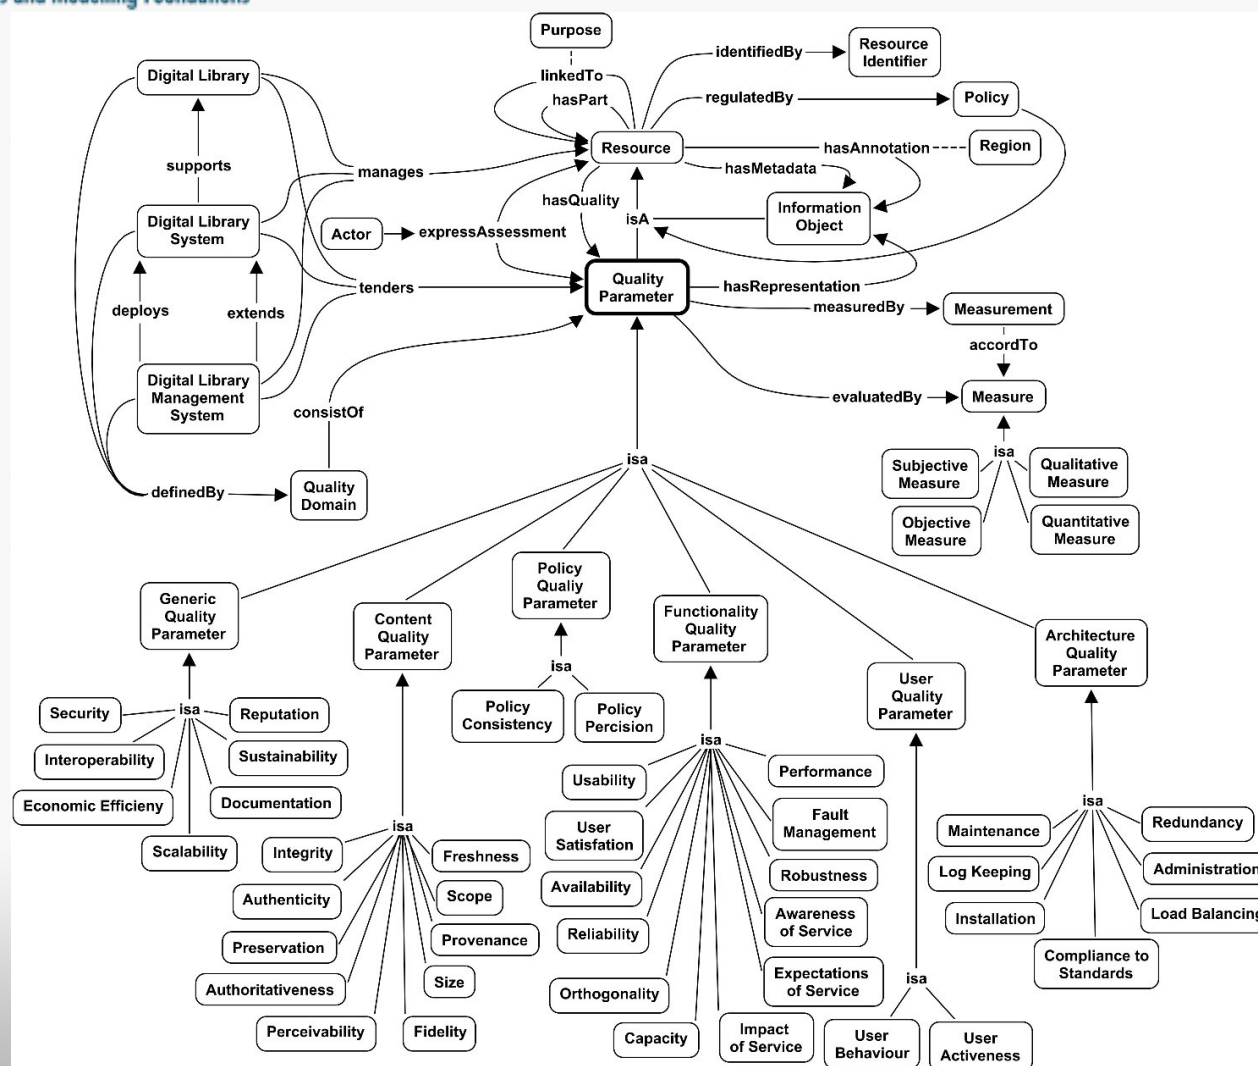 s and Modelling Foundations
Purpose
identifiedBy
Resource
Identifier
Digital Library
linkedTo
hasPart
regulatedBy
Policy
supports
manages
Resource
hasAnnotation
Region
hasMetadata
hasQuality
Digital Library
System
Actor
expressAssessment
isA
Information
Object
deploys
extends
tenders
Quality
Parameter
hasRepresentation
measuredBy
Measurement
accordTo
Digital Library
Management
System
consistOf
evaluatedBy
Measure
definedBy
Quality
Domain
isa
isa
Subjective
Measure
Qualitative
Measure
Objective
Measure
Quantitative
Measure
Generic
Quality
Parameter
Content
Quality
Parameter
Policy
Qualiy
Parameter
Functionality
Quality
Parameter
User
Quality
Parameter
Architecture
Quality
Parameter
isa
Security
Reputation
Interoperability
Sustainability
Economic Efficieny
Documentation
Scalability
isa
Integrity
Freshness
Authenticity
Scope
Preservation
Provenance
Authoritativeness
Size
Perceivability
Fidelity
isa
Policy
Consistency
Policy
Percision
isa
Usability
Performance
User
Satisfation
Fault
Management
Availability
Robustness
Reliability
Awareness
of Service
Orthogonality
Expectations
of Service
Capacity
Impact
of Service
isa
User
Behaviour
User
Activeness
isa
Maintenance
Redundancy
Log Keeping
Administration
Installation
Load Balancing
Compliance to
Standards